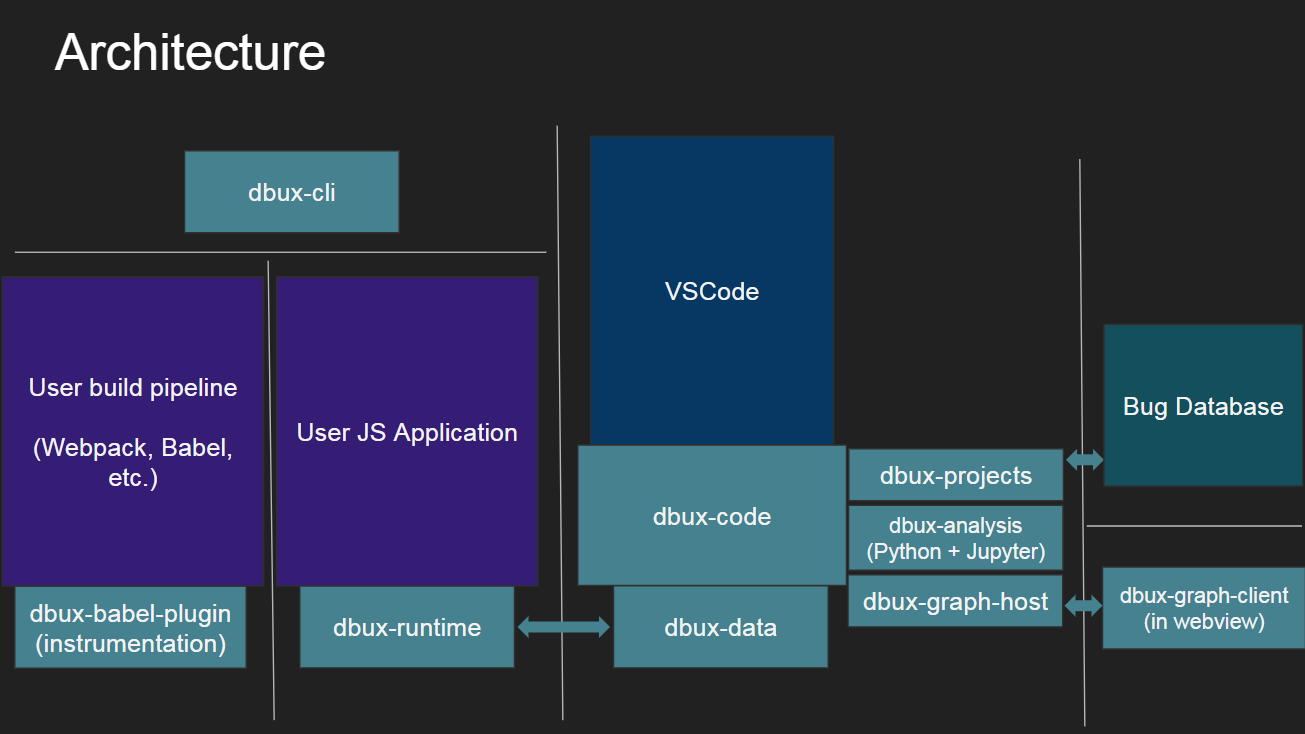 Architecture
dbux-cli
User build pipeline
(Webpack, Babel,
etc.)
User JS Application
dbux-babel-plugin
(instrumentation)
dbux-runtime
VSCode
dbux-code
dbux-data
dbux-projects
dbux-analysis
(Python + Jupyter)
dbux-graph-host
Bug Database
dbux-graph-client
(in webview)